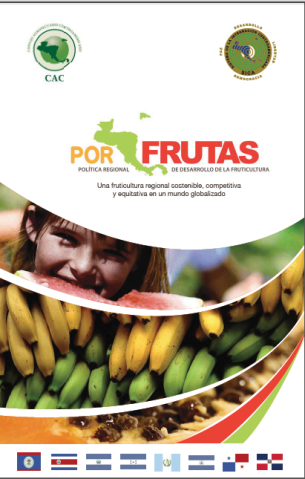 CAC
SICA
POR FRUTAS
POLÍTICA REGIONAL DE DESARROLLO DE LA FRUTICULTURA
Una fruticultura regional sostenible, competitiva
y equitativa en un mundo globalizado